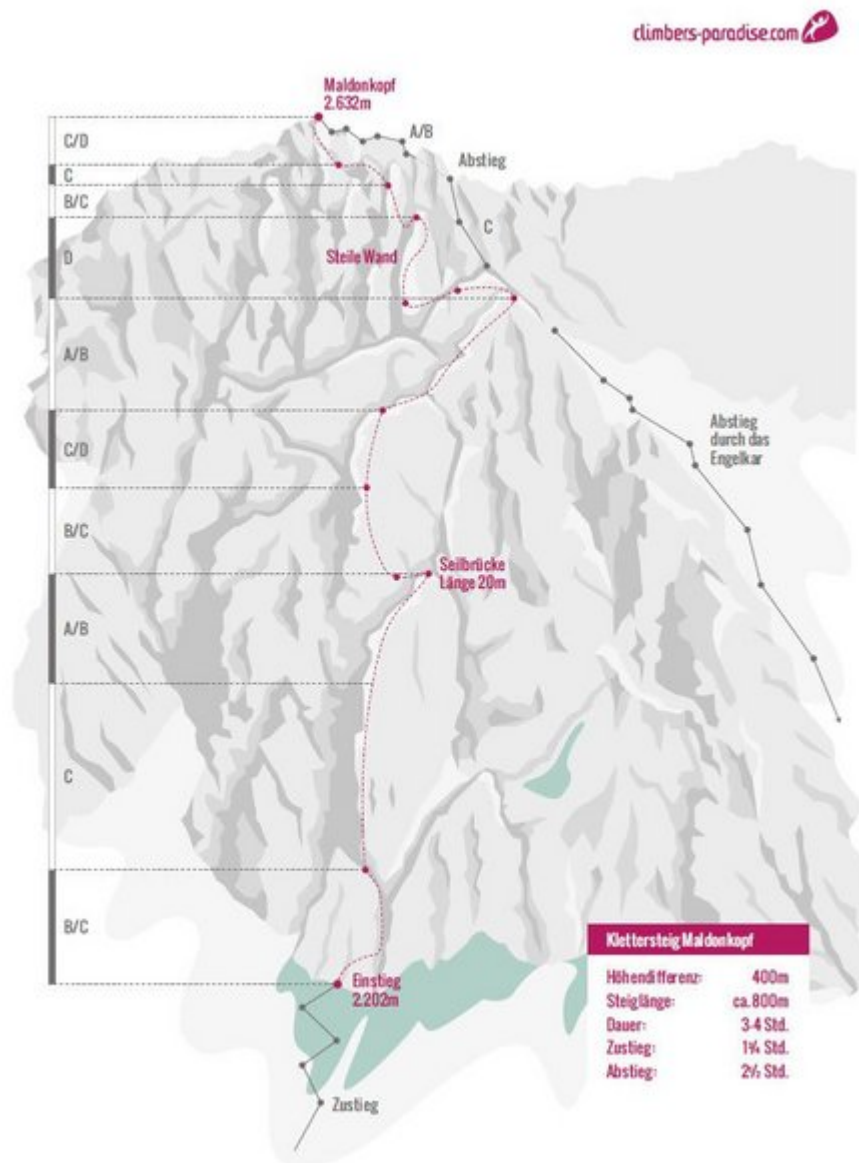 climbers-paradise.com
Maldonkopf
2.632m
C/D
A/B
Abstieg
C
B/C
C
D
Steile Wand
A/B
Abstieg
durch das
Engelkar
C/D
B/C
Seilbrücke
Länge 20m
A/B
C
B/C
Klettersteig Maldonkopf
Höhendifferenz: 400m
Steiglänge: ca.800m
Dauer: 3-4 Std.
Zustieg: 1¼ Std.
Abstieg: 2½ Std.
Einstieg
2.202m
Zustieg